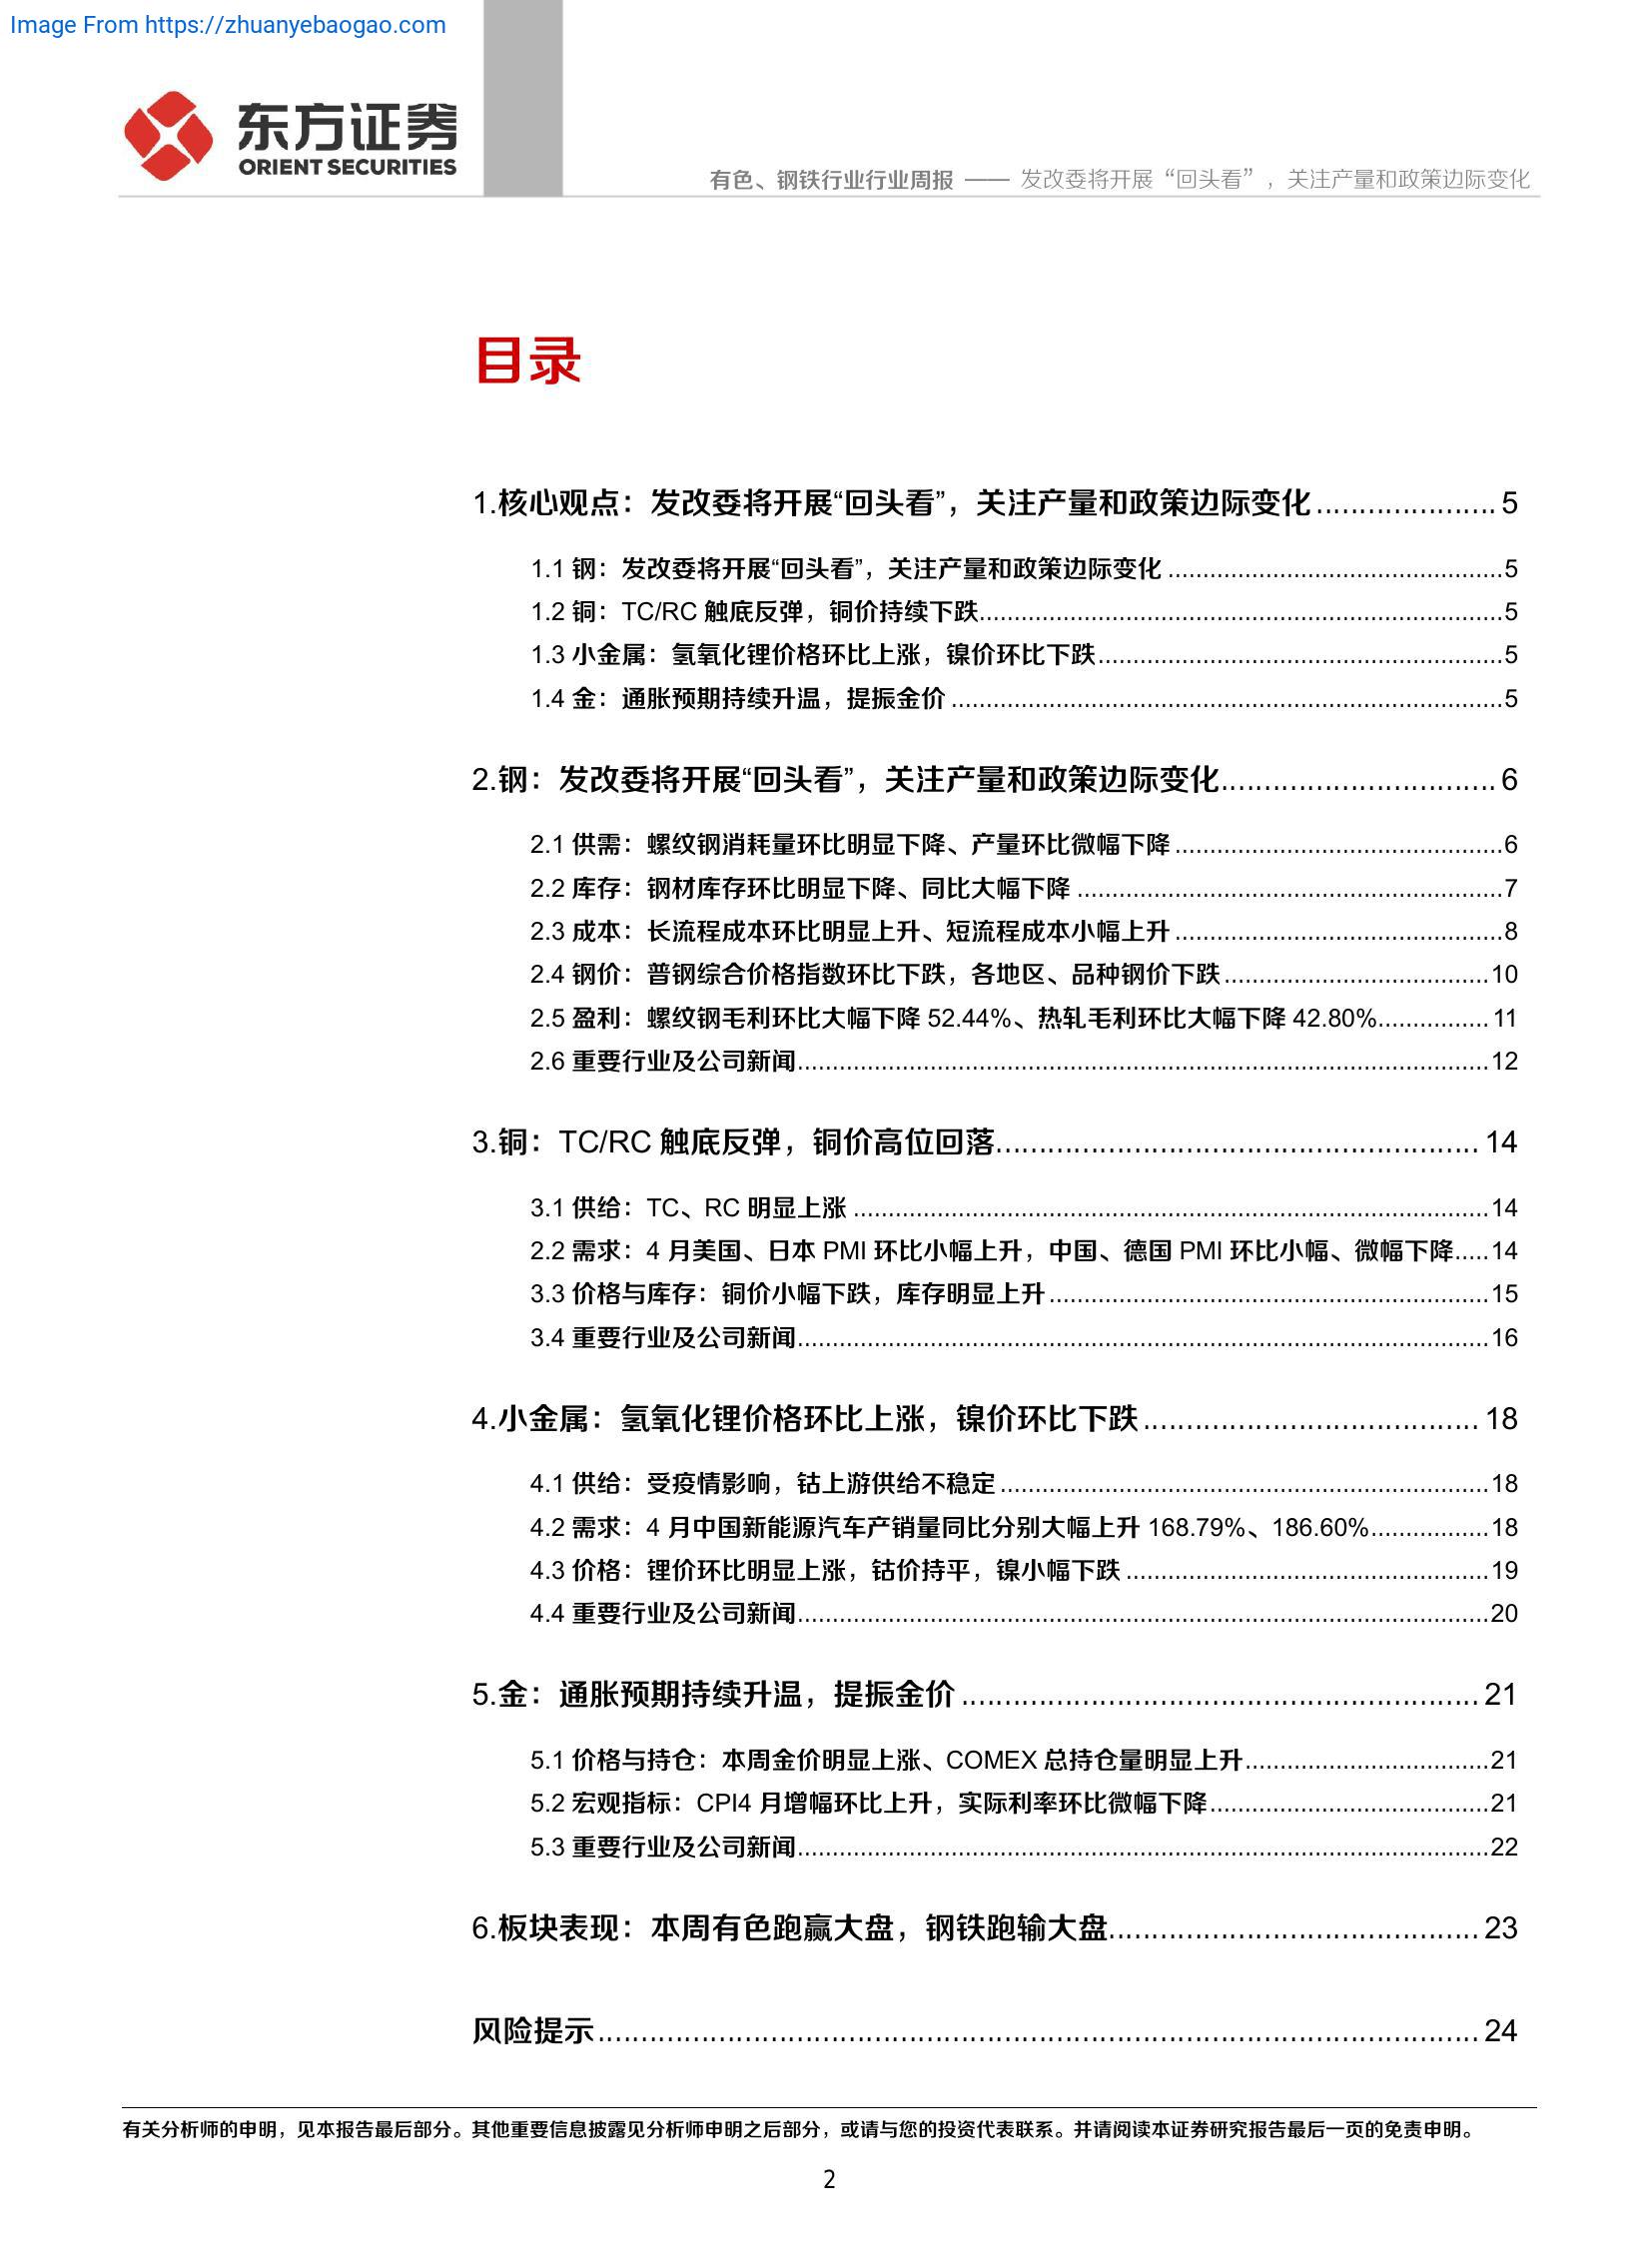 Image From https://zhuanyebaogao.com
东方证券
ORIENT SECURITIES
有色、钢铁行业行业周报 —— 发改委将开展“回头看”，关注产量和政策边际变化
目录
1.核心观点：发改委将开展“回头看”，关注产量和政策边际变化..................... 5
1.1 钢：发改委将开展“回头看”，关注产量和政策边际变化................................................5
1.2 铜：TC/RC 触底反弹，铜价持续下跌...........................................................................5
1.3 小金属：氢氧化锂价格环比上涨，镍价环比下跌..........................................................5
1.4 金：通胀预期持续升温，提振金价...............................................................................5
2.钢：发改委将开展“回头看”，关注产量和政策边际变化................................ 6
2.1 供需：螺纹钢消耗量环比明显下降、产量环比微幅下降...............................................6
2.2 库存：钢材库存环比明显下降、同比大幅下降.............................................................7
2.3 成本：长流程成本环比明显上升、短流程成本小幅上升...............................................8
2.4 钢价：普钢综合价格指数环比下跌，各地区、品种钢价下跌......................................10
2.5 盈利：螺纹钢毛利环比大幅下降 52.44%、热轧毛利环比大幅下降 42.80%................11
2.6 重要行业及公司新闻...................................................................................................12
3.铜：TC/RC 触底反弹，铜价高位回落........................................................ 14
3.1 供给：TC、RC 明显上涨...........................................................................................14
2.2 需求：4 月美国、日本 PMI 环比小幅上升，中国、德国 PMI 环比小幅、微幅下降.....14
3.3 价格与库存：铜价小幅下跌，库存明显上升...............................................................15
3.4 重要行业及公司新闻...................................................................................................16
4.小金属：氢氧化锂价格环比上涨，镍价环比下跌....................................... 18
4.1 供给：受疫情影响，钴上游供给不稳定......................................................................18
4.2 需求：4 月中国新能源汽车产销量同比分别大幅上升 168.79%、186.60%.................18
4.3 价格：锂价环比明显上涨，钴价持平，镍小幅下跌....................................................19
4.4 重要行业及公司新闻...................................................................................................20
5.金：通胀预期持续升温，提振金价............................................................ 21
5.1 价格与持仓：本周金价明显上涨、COMEX 总持仓量明显上升...................................21
5.2 宏观指标：CPI4 月增幅环比上升，实际利率环比微幅下降........................................21
5.3 重要行业及公司新闻...................................................................................................22
6.板块表现：本周有色跑赢大盘，钢铁跑输大盘........................................... 23
风险提示....................................................................................................... 24
有关分析师的申明，见本报告最后部分。其他重要信息披露见分析师申明之后部分，或请与您的投资代表联系。并请阅读本证券研究报告最后一页的免责申明。
2